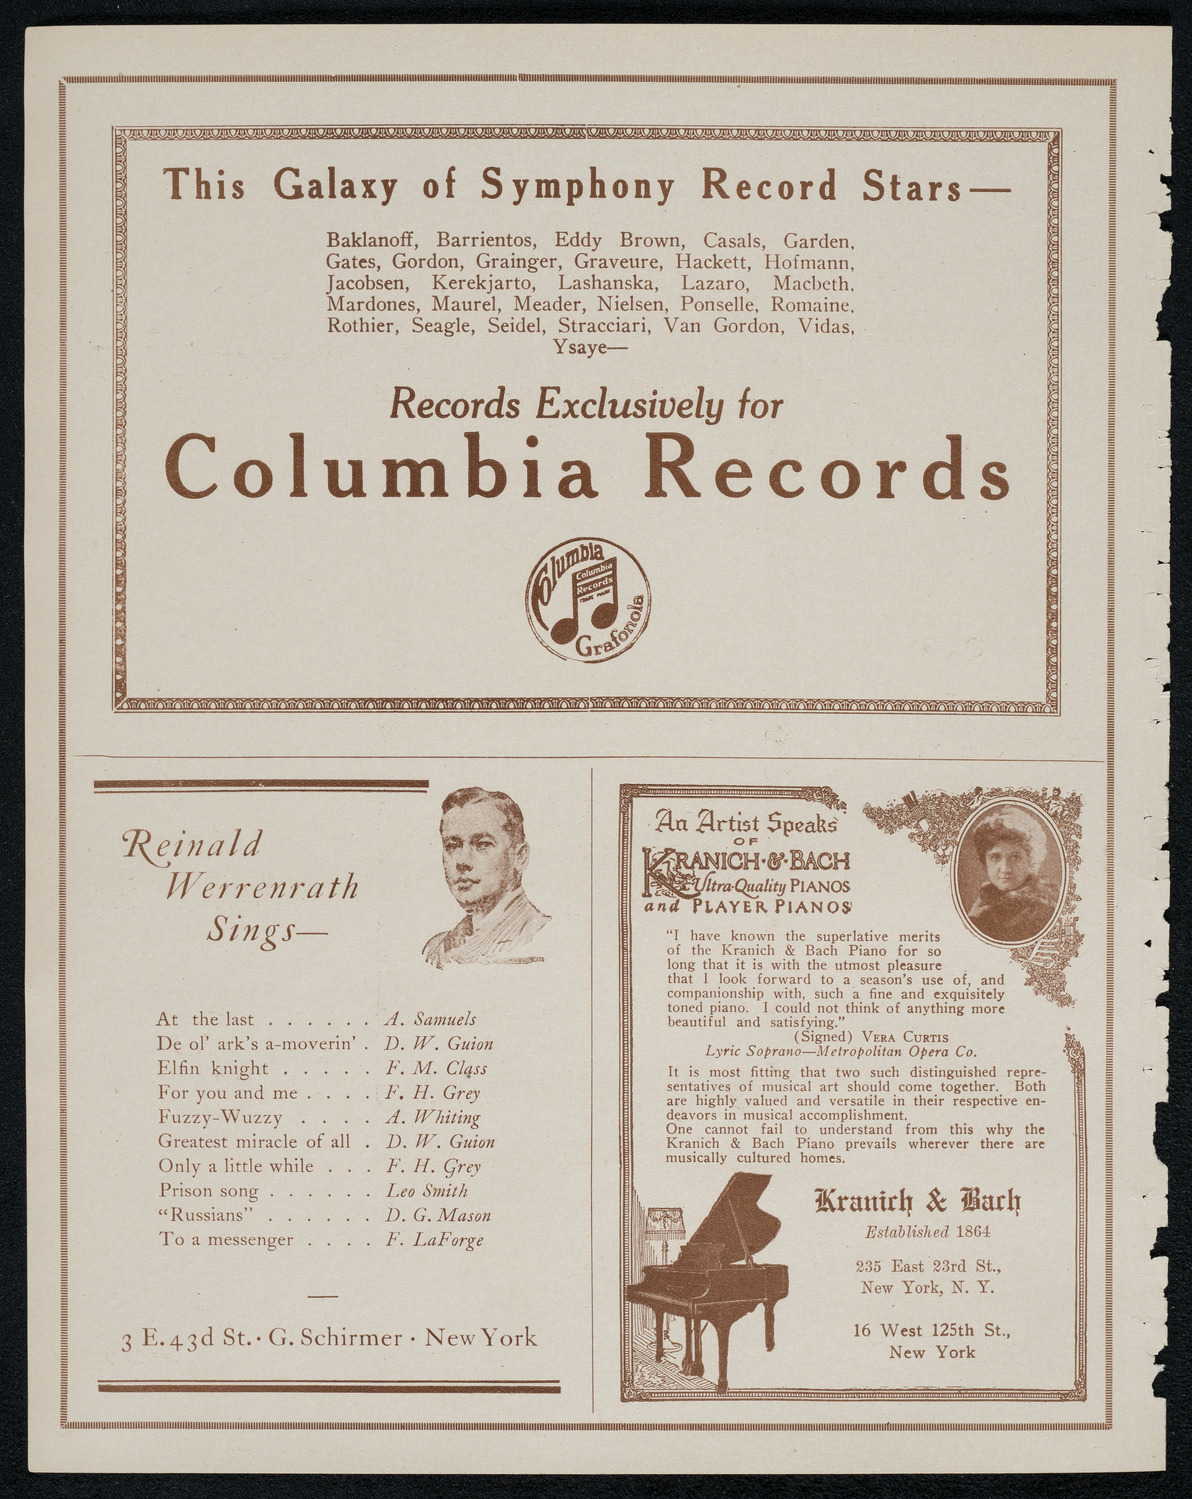 This Galaxy of Symphony Record Stars—
Baklanoff, Barrientos, Eddy Brown, Casals, Garden,
Gates, Gordon, Grainger, Graveure, Hackett, Hofmann,
Jacobsen, Kerekjarto, Lashanska, Lazaro, Macbeth.
Mardones, Maurel, Meader, Nielsen, Ponselle, Romaine,
Rothier, Seagle, Seidel, Stracciari, Van Gordon, Vidas,
Ysaye—
Records Exclusively for
Columbia Records
Columbia
Columbia
Records
TRADE MARK
Grafonola
Reinald
Werrenrath
Sings—
At the last . . . . . . A. Samuels
De ol' ark's a-moverin' . D. W. Guion
Elfin knight . . . . . F. M. Class
For you and me . . . . F. H. Grey
Fuzzy-Wuzzy . . . . A. Whiting
Greatest miracle of all . D. W. Guion
Only a little while . . . F. H. Grey
Prison song . . . . . . Leo Smith
"Russians" . . . . . . D. G. Mason
To a messenger . . . . F. LaForge
3 E. 43d St. · G. Schirmer · New York
An Artist Speaks
OF
KRANICH·&·BACH
Ultra-Quality PIANOS
and PLAYER PIANOS
"I have known the superlative merits
of the Kranich & Bach Piano for so
long that it is with the utmost pleasure
that I look forward to a season's use of, and
companionship with, such a fine and exquisitely
toned piano. I could not think of anything more
beautiful and satisfying."
(Signed) VERA CURTIS
Lyric Soprano—Metropolitan Opera Co.
It is most fitting that two such distinguished repre-
sentatives of musical art should come together. Both
are highly valued and versatile in their respective en-
deavors in musical accomplishment.
One cannot fail to understand from this why the
Kranich & Bach Piano prevails wherever there are
musically cultured homes.
Kranich & Bach
Established 1864
235 East 23rd St.,
New York, N. Y.
16 West 125th St.,
New York